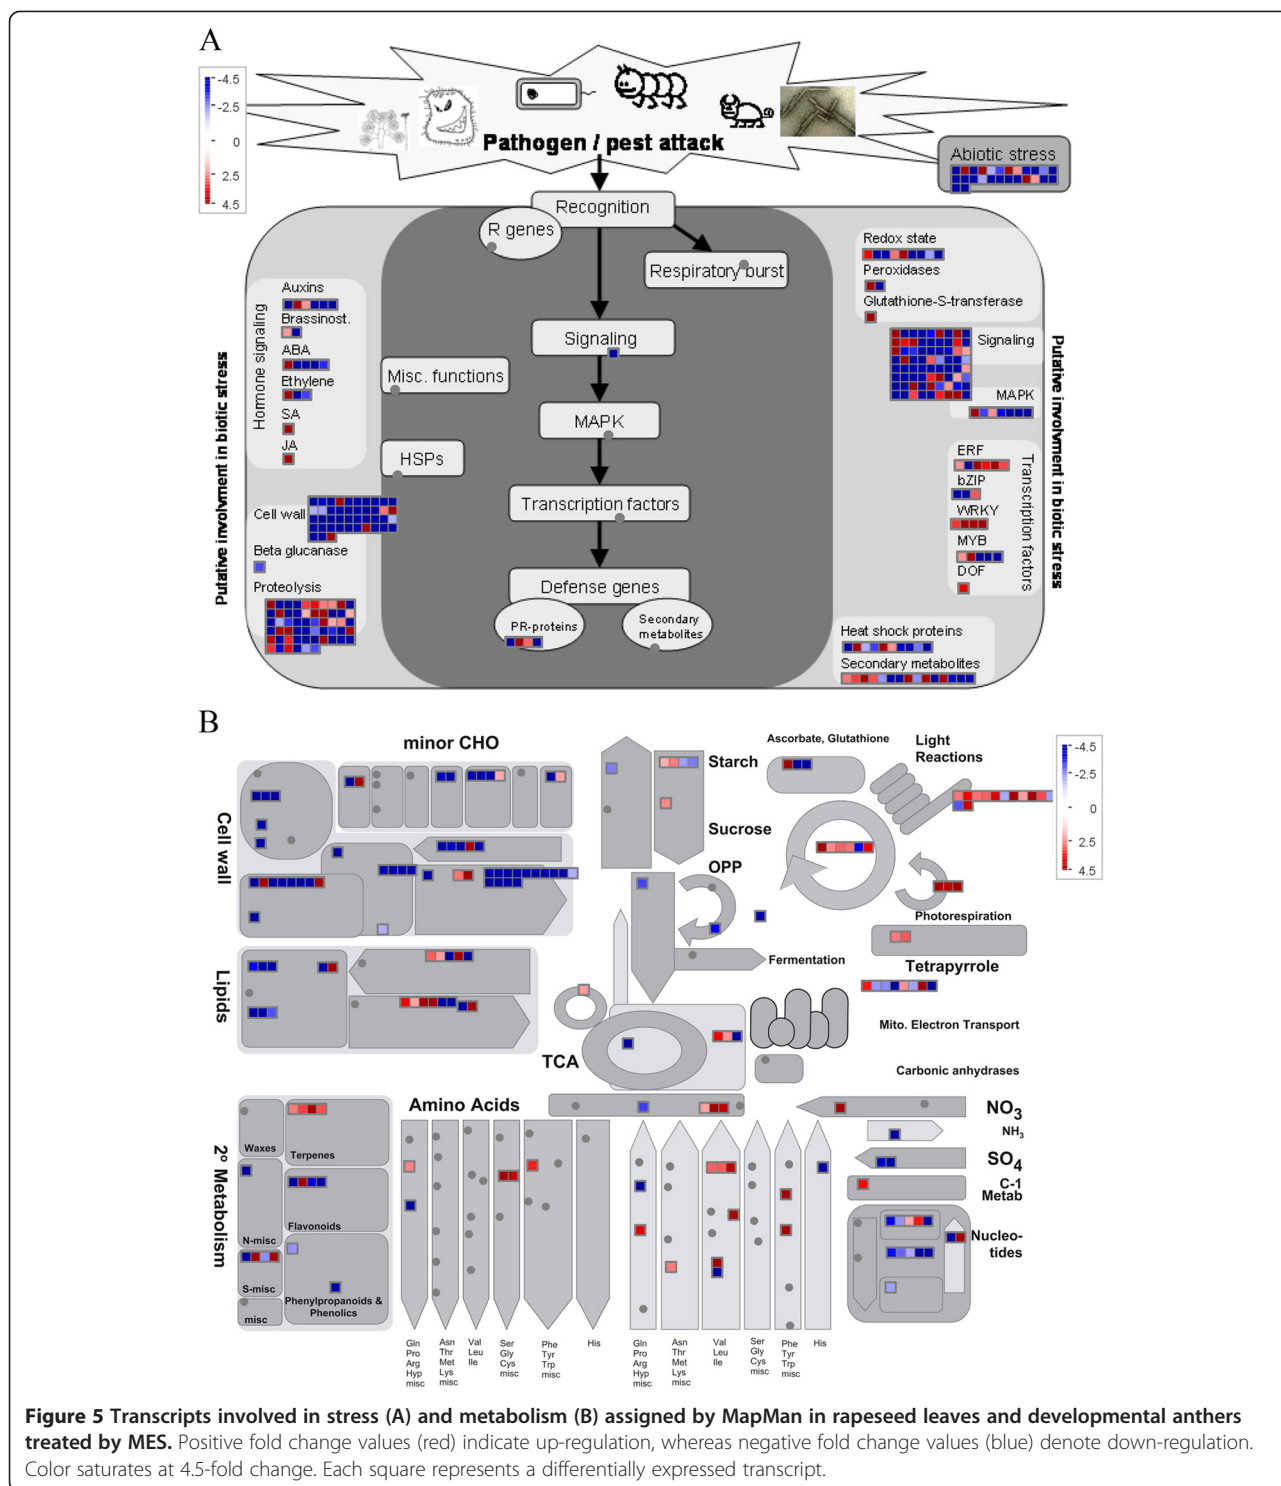 A
-4.5
-2.5
0
2.5
4.5
Pathogen / pest attack
Abiotic stress
Recognition
R genes
Respiratory burst
Redox state
Peroxidases
Glutathione-S-transferase
Auxins
Brassinost.
ABA
Ethylene
SA
JA
Hormone signaling
Putative involvment in biotic stress
Signaling
Misc. functions
MAPK
HSPs
Transcription factors
Defense genes
PR-proteins
Secondary
metabolites
Cell wall
Beta glucanase
Proteolysis
Signaling
MAPK
ERF
bZIP
WRKY
MYB
DOF
Transcription factors
Putative involvment in biotic stress
Heat shock proteins
Secondary metabolites
B
minor CHO
Cell wall
Lipids
Starch
Sucrose
OPP
Ascorbate, Glutathione
Light
Reactions
-4.5
-2.5
0
2.5
4.5
Photorespiration
Tetrapyrrole
Fermentation
Mito. Electron Transport
TCA
Carbonic anhydrases
Amino Acids
2º Metabolism
Waxes
Terpenes
Flavonoids
N-misc
S-misc
misc
Phenylpropanoids &
Phenolics
NO3
NH3
SO4
C-1
Metab
Nucleo-
tides
Gln
Pro
Arg
Hyp
misc
Asn
Thr
Met
Lys
misc
Val
Leu
Ile
Ser
Gly
Cys
misc
Phe
Tyr
Trp
misc
His
Gln
Pro
Arg
Hyp
misc
Asn
Thr
Met
Lys
misc
Val
Leu
Ile
Ser
Gly
Cys
misc
Phe
Tyr
Trp
misc
His
Figure 5 Transcripts involved in stress (A) and metabolism (B) assigned by MapMan in rapeseed leaves and developmental anthers
treated by MES. Positive fold change values (red) indicate up-regulation, whereas negative fold change values (blue) denote down-regulation.
Color saturates at 4.5-fold change. Each square represents a differentially expressed transcript.